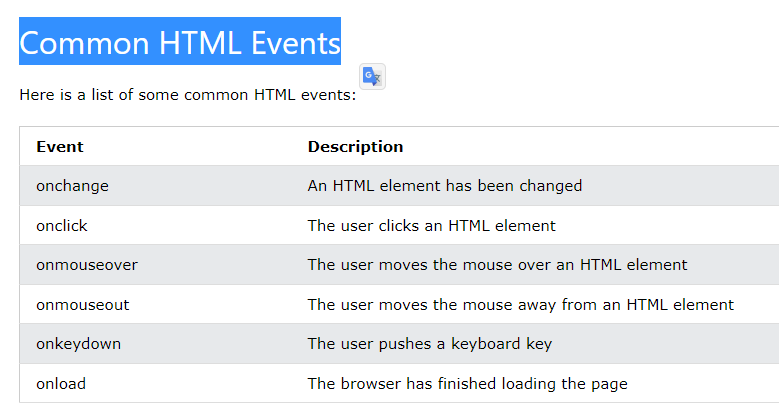 Common HTML Events
Here is a list of some common HTML events:
Event Description
onchange An HTML element has been changed
onclick The user clicks an HTML element
onmouseover The user moves the mouse over an HTML element
onmouseout The user moves the mouse away from an HTML element
onkeydown The user pushes a keyboard key
onload The browser has finished loading the page